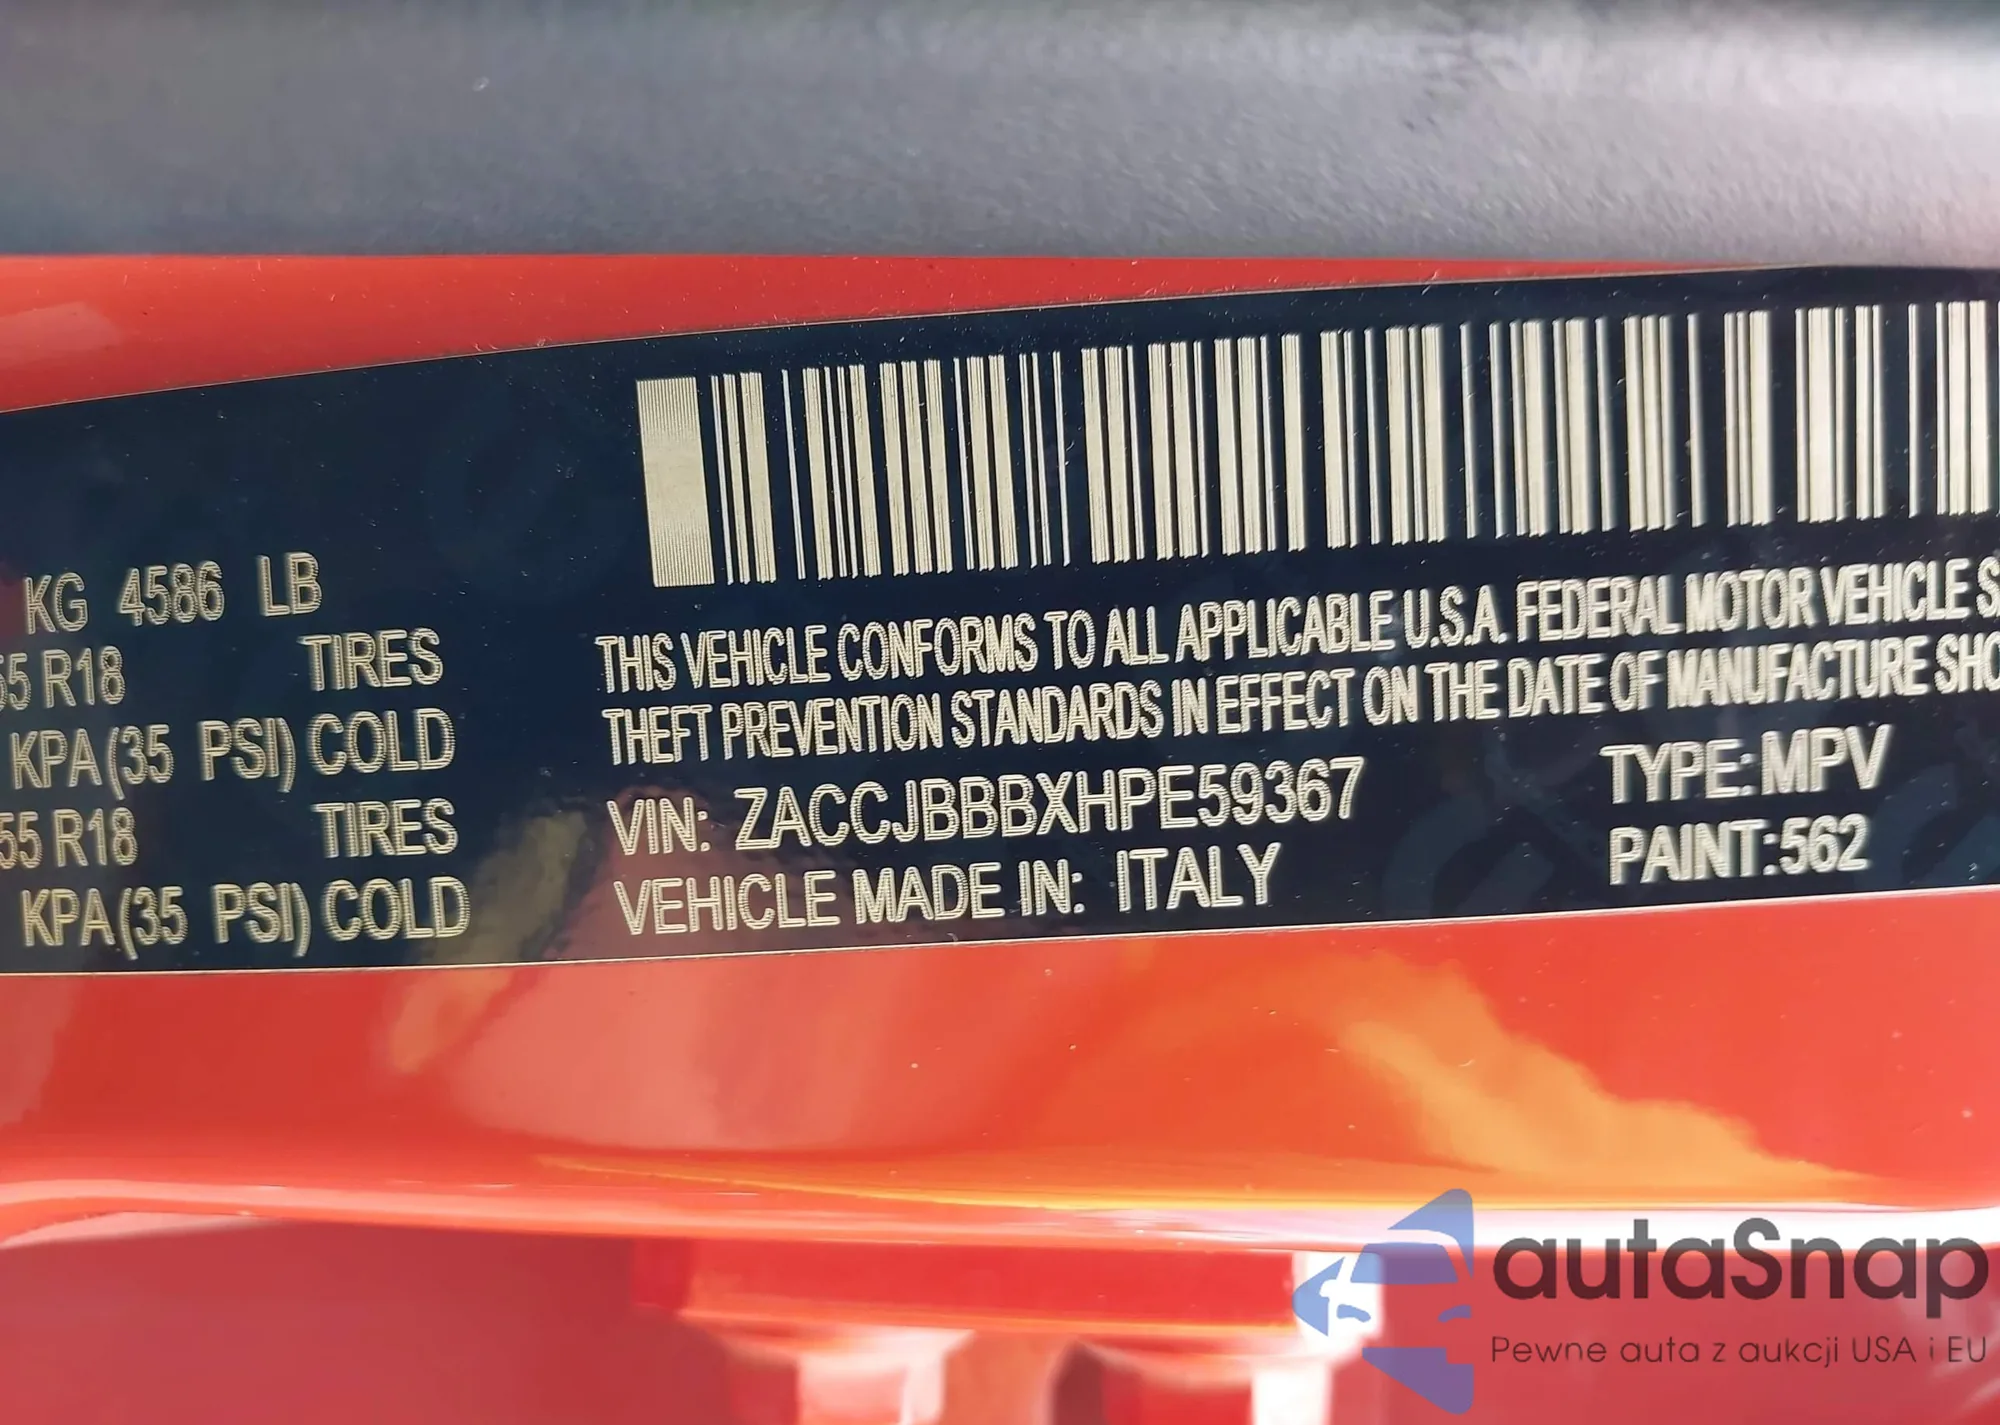 KG 4586 LB
55 R18 TIRES
KPA (35 PSI) COLD
55 R18 TIRES
KPA (35 PSI) COLD
THIS VEHICLE CONFORMS TO ALL APPLICABLE U.S.A. FEDERAL MOTOR VEHICLE
THEFT PREVENTION STANDARDS IN EFFECT ON THE DATE OF MANUFACTURE
VIN: ZACCJBBBXHPE59367 TYPE: MPV
VEHICLE MADE IN: ITALY PAINT:562
autaSnap
Pewne auta z aukcji USA i EU